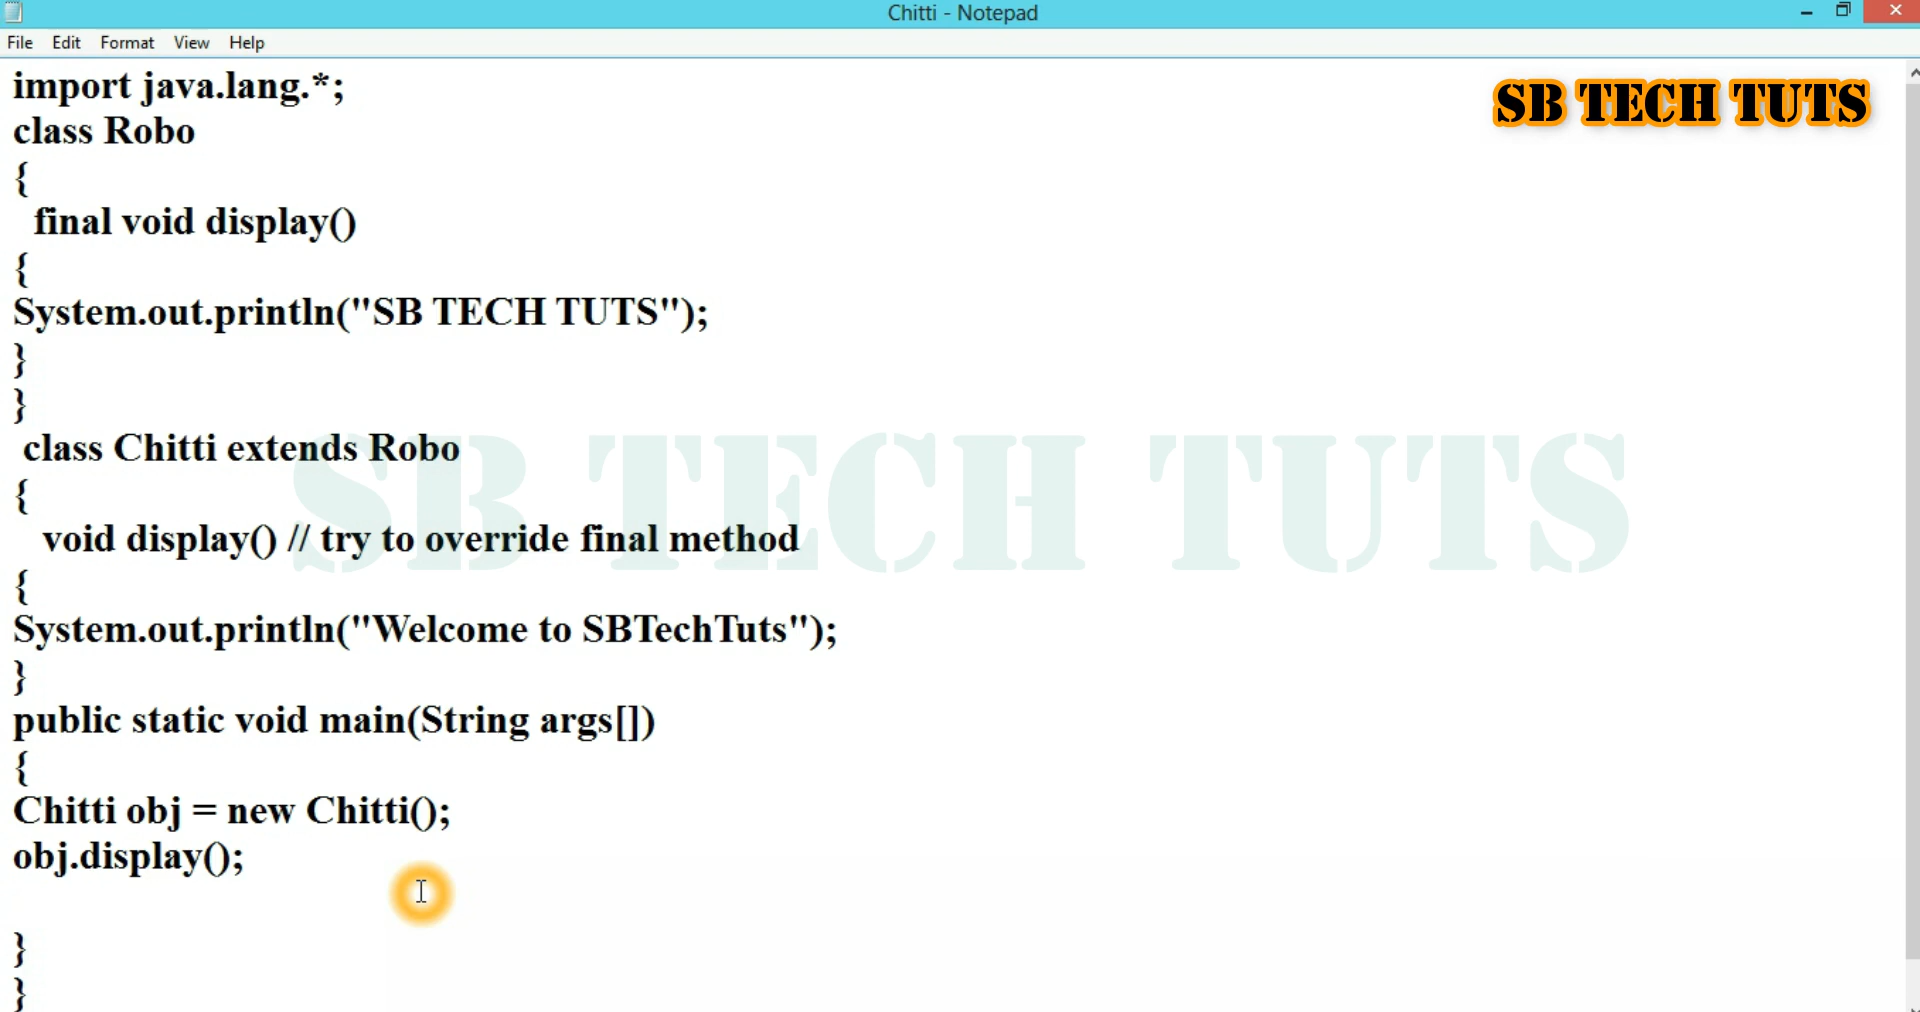 Chitti - Notepad
File Edit Format View Help
import java.lang.*;
SB TECH TUTS
class Robo
{
final void display()
{
System.out.println("SB TECH TUTS");
}
}
class Chitti extends Robo
SB TECH TUTS
{
void display() // try to override final method
{
System.out.println("Welcome to SBTechTuts");
}
public static void main(String args[])
{
Chitti obj = new Chitti();
obj.display();
}
}